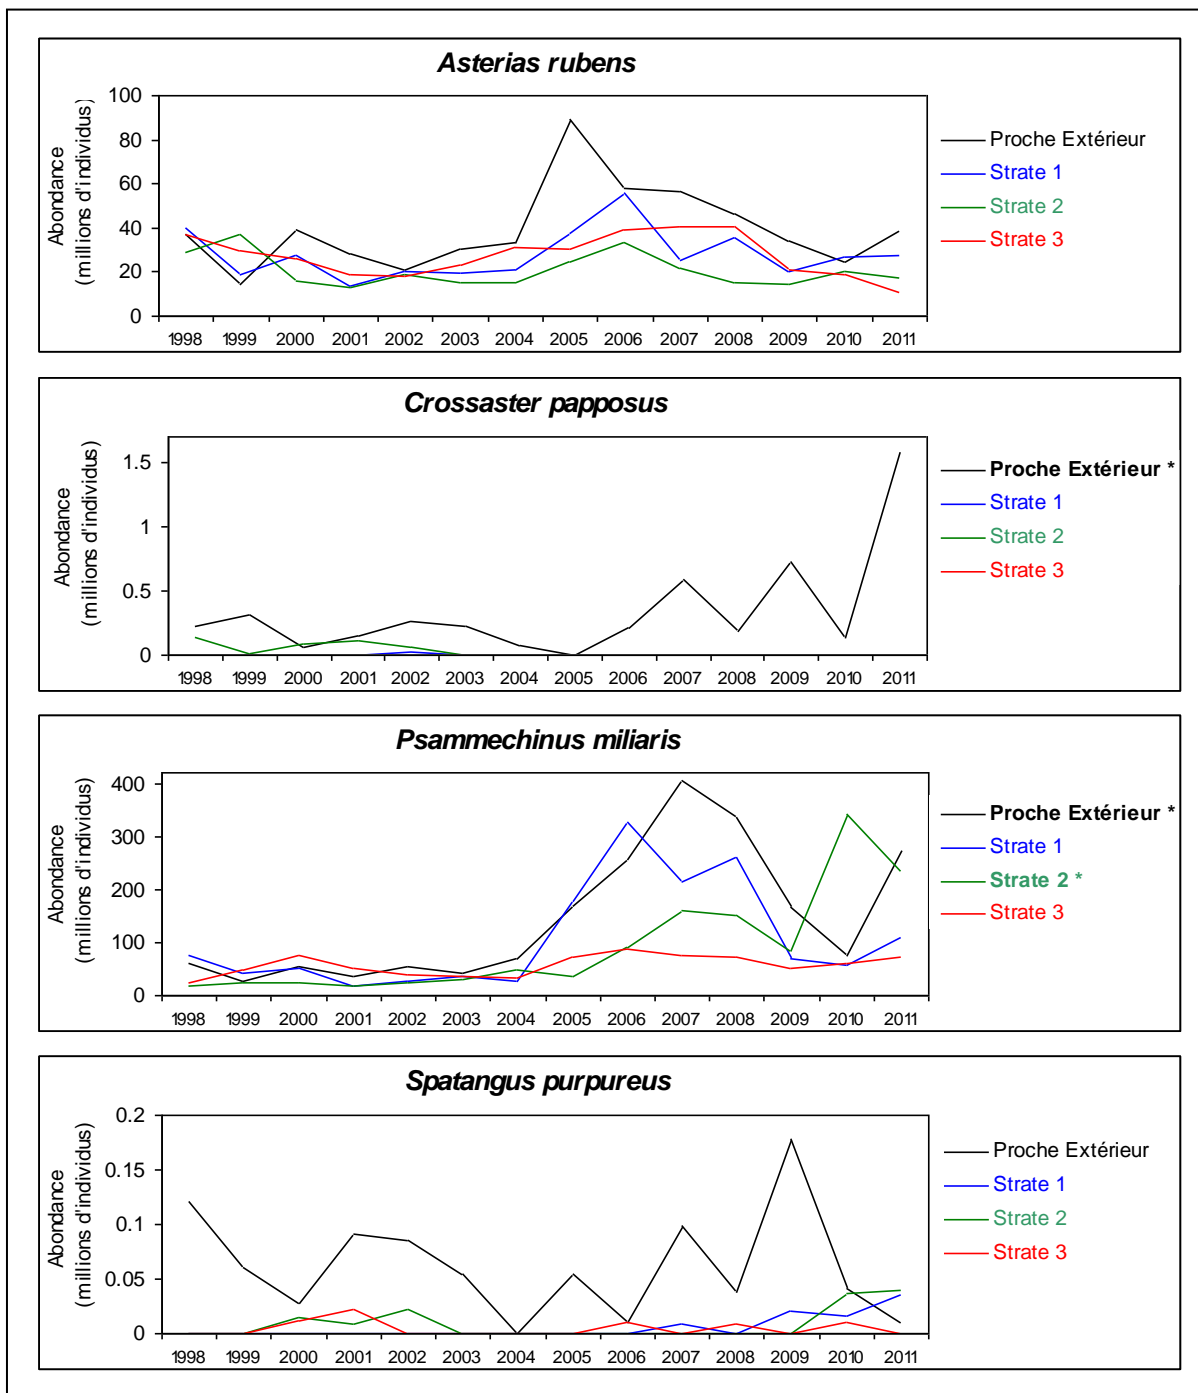 Asterias rubens
Abondance
(millions d'individus)
100
80
60
40
20
0
1998 1999 2000 2001 2002 2003 2004 2005 2006 2007 2008 2009 2010 2011
Proche Extérieur
Strate 1
Strate 2
Strate 3
Crossaster papposus
Abondance
(millions d'individus)
1.5
1
0.5
0
1998 1999 2000 2001 2002 2003 2004 2005 2006 2007 2008 2009 2010 2011
Proche Extérieur *
Strate 1
Strate 2
Strate 3
Psammechinus miliaris
Abondance
(millions d'individus)
400
300
200
100
0
1998 1999 2000 2001 2002 2003 2004 2005 2006 2007 2008 2009 2010 2011
Proche Extérieur *
Strate 1
Strate 2 *
Strate 3
Spatangus purpureus
Abondance
(millions d'individus)
0.2
0.15
0.1
0.05
0
1998 1999 2000 2001 2002 2003 2004 2005 2006 2007 2008 2009 2010 2011
Proche Extérieur
Strate 1
Strate 2
Strate 3